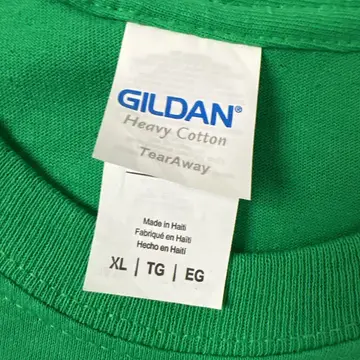 GILDAN®
Heavy Cotton
TearAway
Made in Haiti
Fabriqué en Haïti
Hecho en Haití
XL | TG | EG